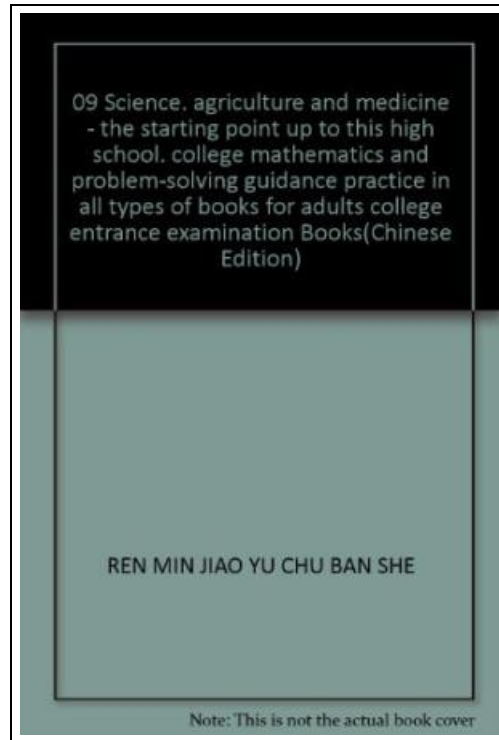 09 Science. agriculture and medicine
- the starting point up to this high
school. college mathematics and
problem-solving guidance practice in
all types of books for adults college
entrance examination Books(Chinese
Edition)
REN MIN JIAO YU CHU BAN SHE
Note: This is not the actual book cover